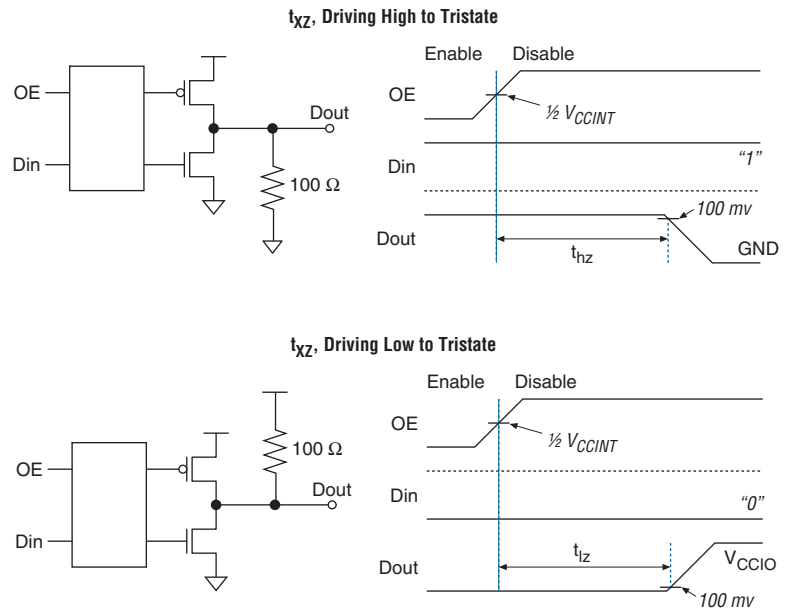 tXZ, Driving High to Tristate
Enable Disable
OE
Din
Dout
100 Ω
OE
½ VCCINT
Din
"1"
Dout
100 mv
thz
GND
tXZ, Driving Low to Tristate
Enable Disable
OE
Din
100 Ω
Dout
OE
½ VCCINT
Din
"0"
Dout
tlz
VCCIO
100 mv